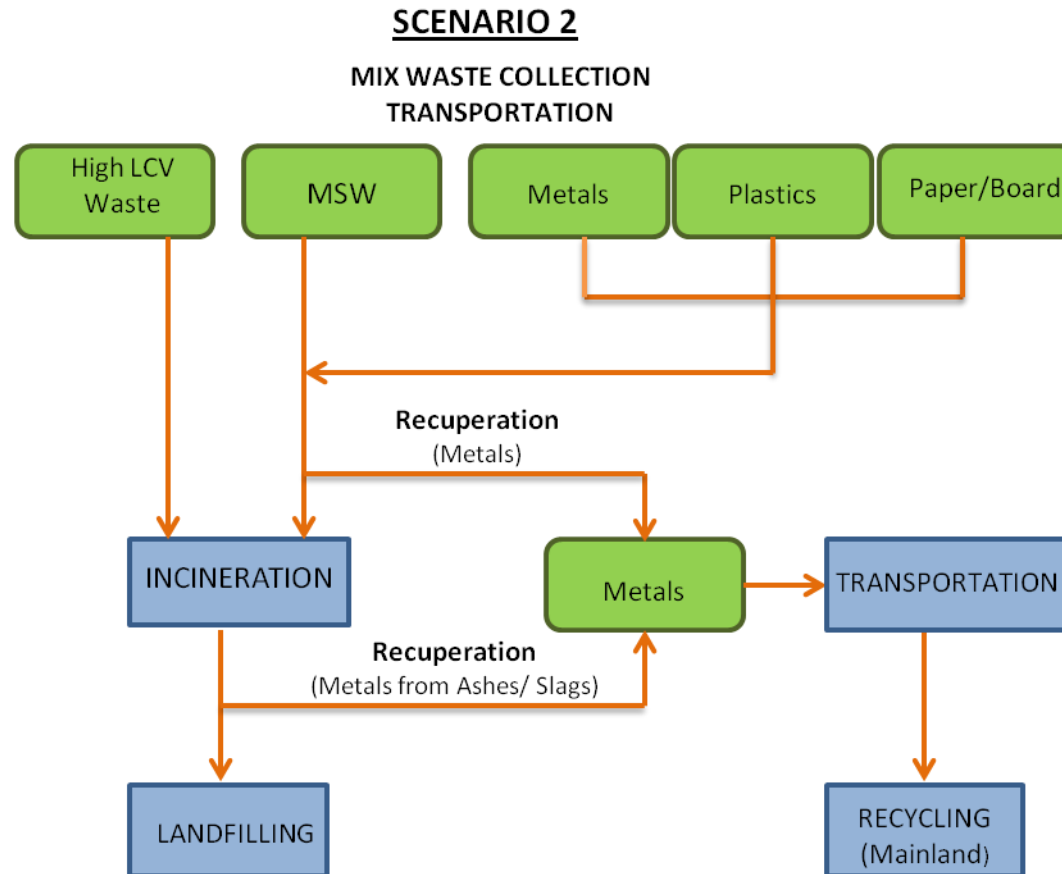 SCENARIO 2
MIX WASTE COLLECTION
TRANSPORTATION
High LCV
Waste
MSW
Metals
Plastics
Paper/Board
Recuperation
(Metals)
INCINERATION
Metals
TRANSPORTATION
Recuperation
(Metals from Ashes/ Slags)
LANDFILLING
RECYCLING
(Mainland)